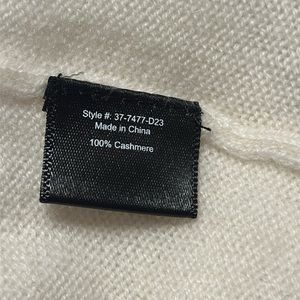 Style #: 37-7477-D23
Made in China
100% Cashmere